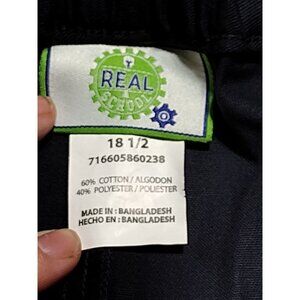 REAL
SCHOOL
18 1/2
716605860238
60% COTTON / ALGODON
40% POLYESTER / POLIESTER
MADE IN : BANGLADESH
HECHO EN : BANGLADESH